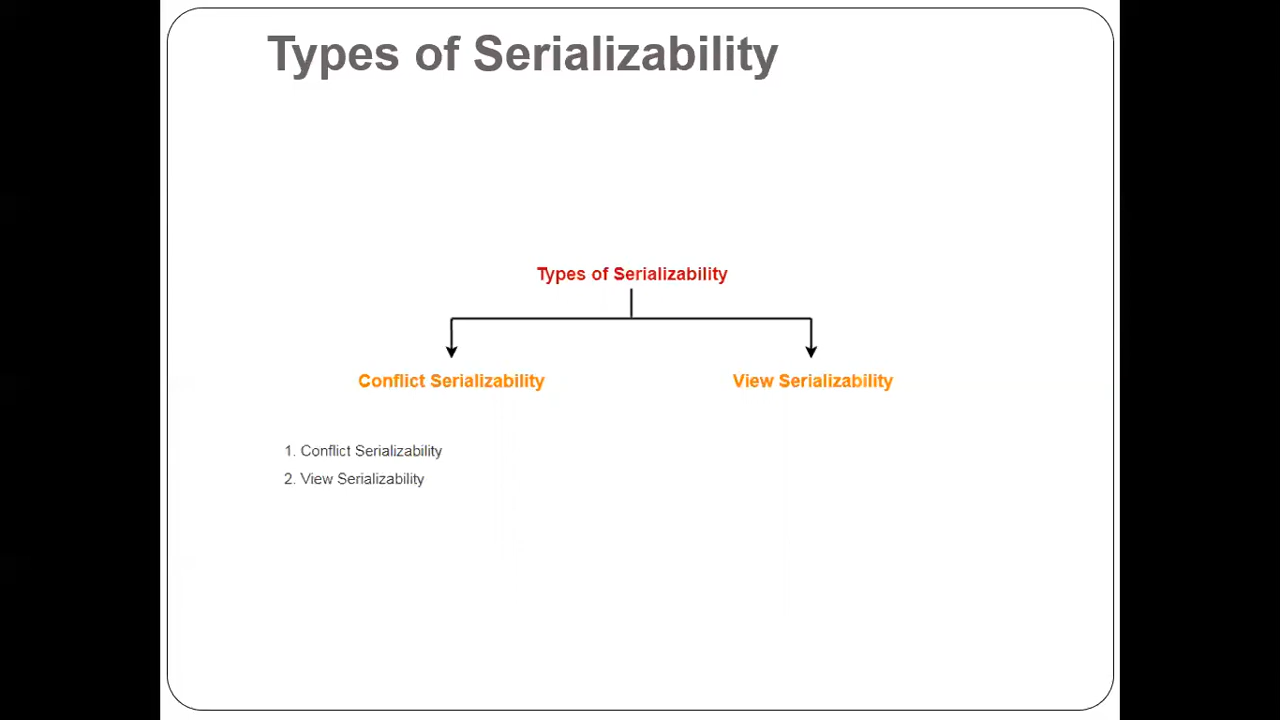 Types of Serializability
Types of Serializability
Conflict Serializability
View Serializability
1. Conflict Serializability
2. View Serializability